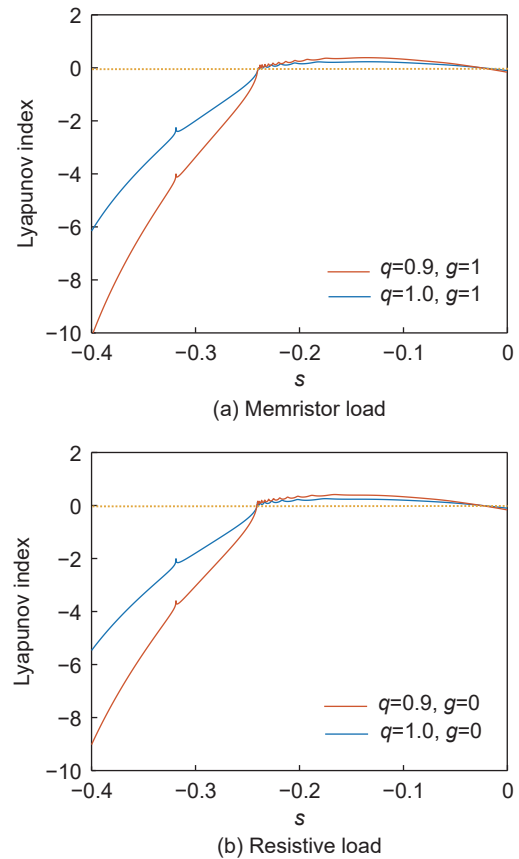 2
0
−2
−4
−6
−8
−10
Lyapunov index
q=0.9, g=1
q=1.0, g=1
−0.4 −0.3 −0.2 −0.1 0
s
(a) Memristor load
2
0
−2
−4
−6
−8
−10
Lyapunov index
q=0.9, g=0
q=1.0, g=0
−0.4 −0.3 −0.2 −0.1 0
s
(b) Resistive load